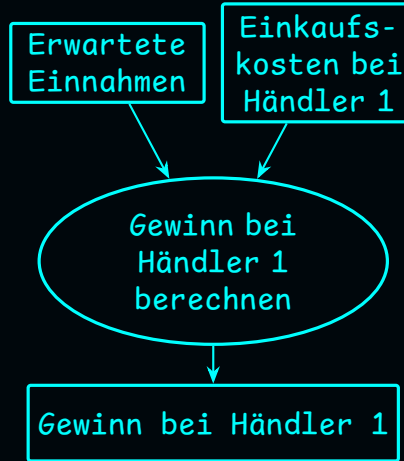 Erwartete
Einnahmen
Einkaufs-
kosten bei
Händler 1
Gewinn bei
Händler 1
berechnen
Gewinn bei Händler 1